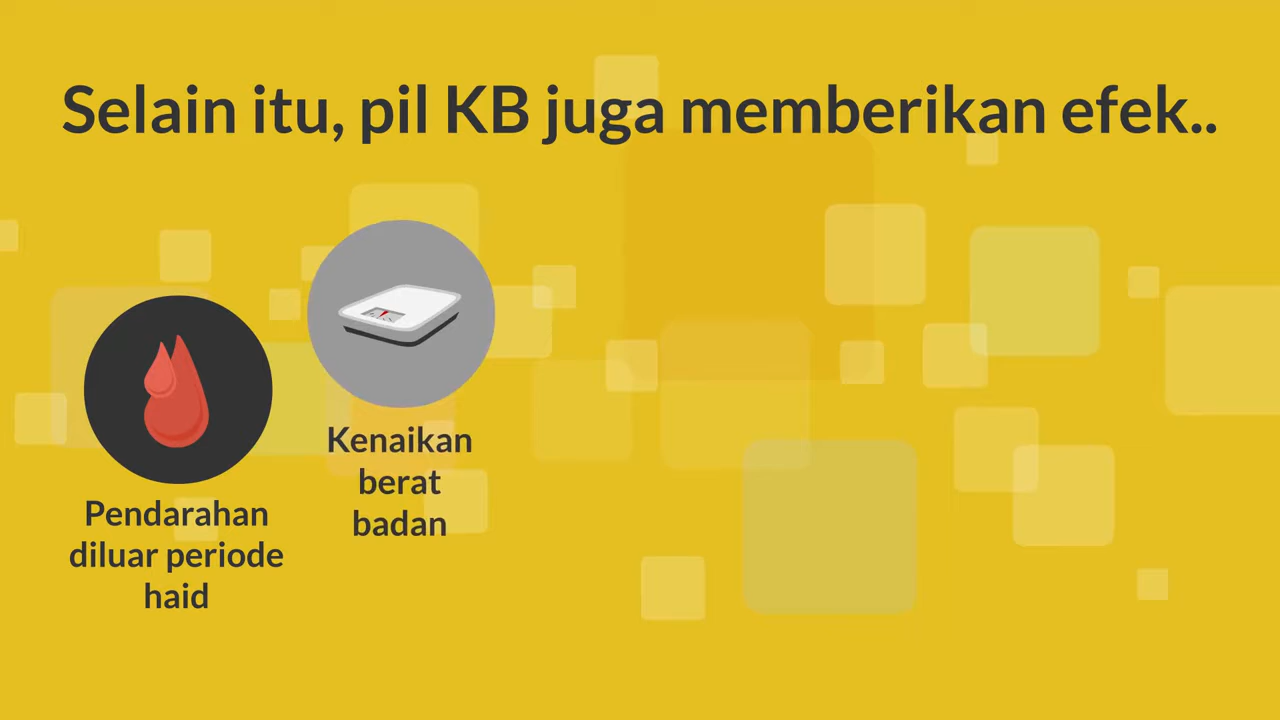 Selain itu, pil KB juga memberikan efek..
Pendarahan
diluar periode
haid
Kenaikan
berat
badan